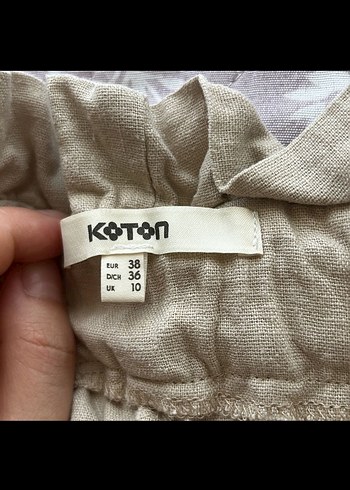 KOTON
EUR 38
D/CH 36
UK 10